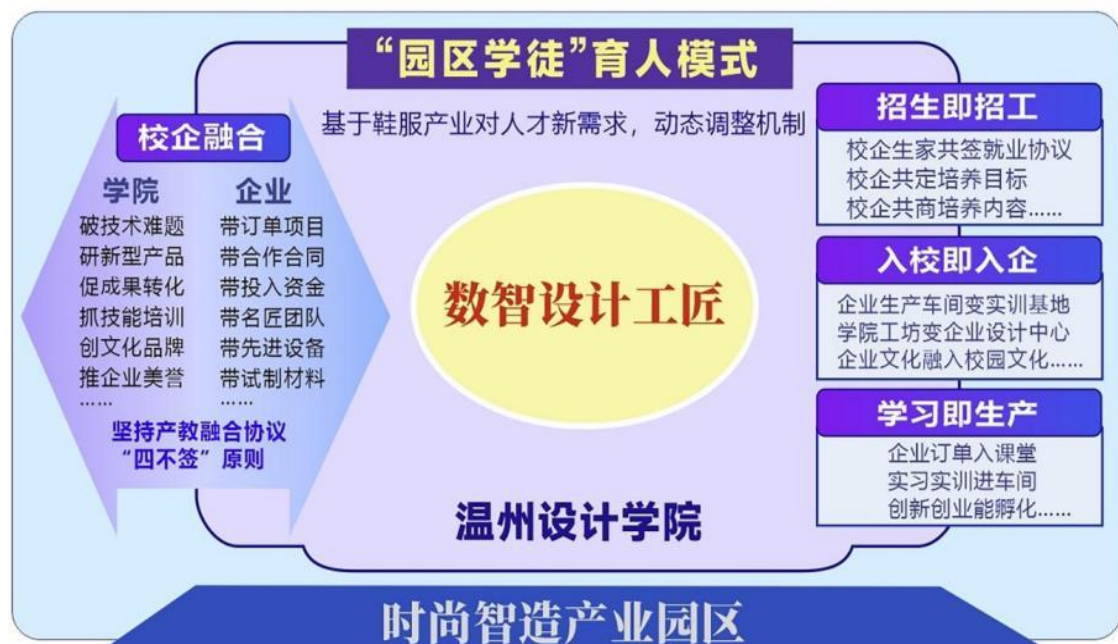 “园区学徒”育人模式
基于鞋服产业对人才新需求，动态调整机制
校企融合
学院
破技术难题
研新型产品
促成果转化
抓技能培训
创文化品牌
推企业美誉
……
企业
带订单项目
带合作合同
带投入资金
带名匠团队
带先进设备
带试制材料
……
坚持产教融合协议
“四不签”原则
数智设计工匠
温州设计学院
招生即招工
校企生家共签就业协议
校企共定培养目标
校企共商培养内容……
入校即入企
企业生产车间变实训基地
学院工坊变企业设计中心
企业文化融入校园文化……
学习即生产
企业订单入课堂
实习实训进车间
创新创业能孵化……
时尚智造产业园区